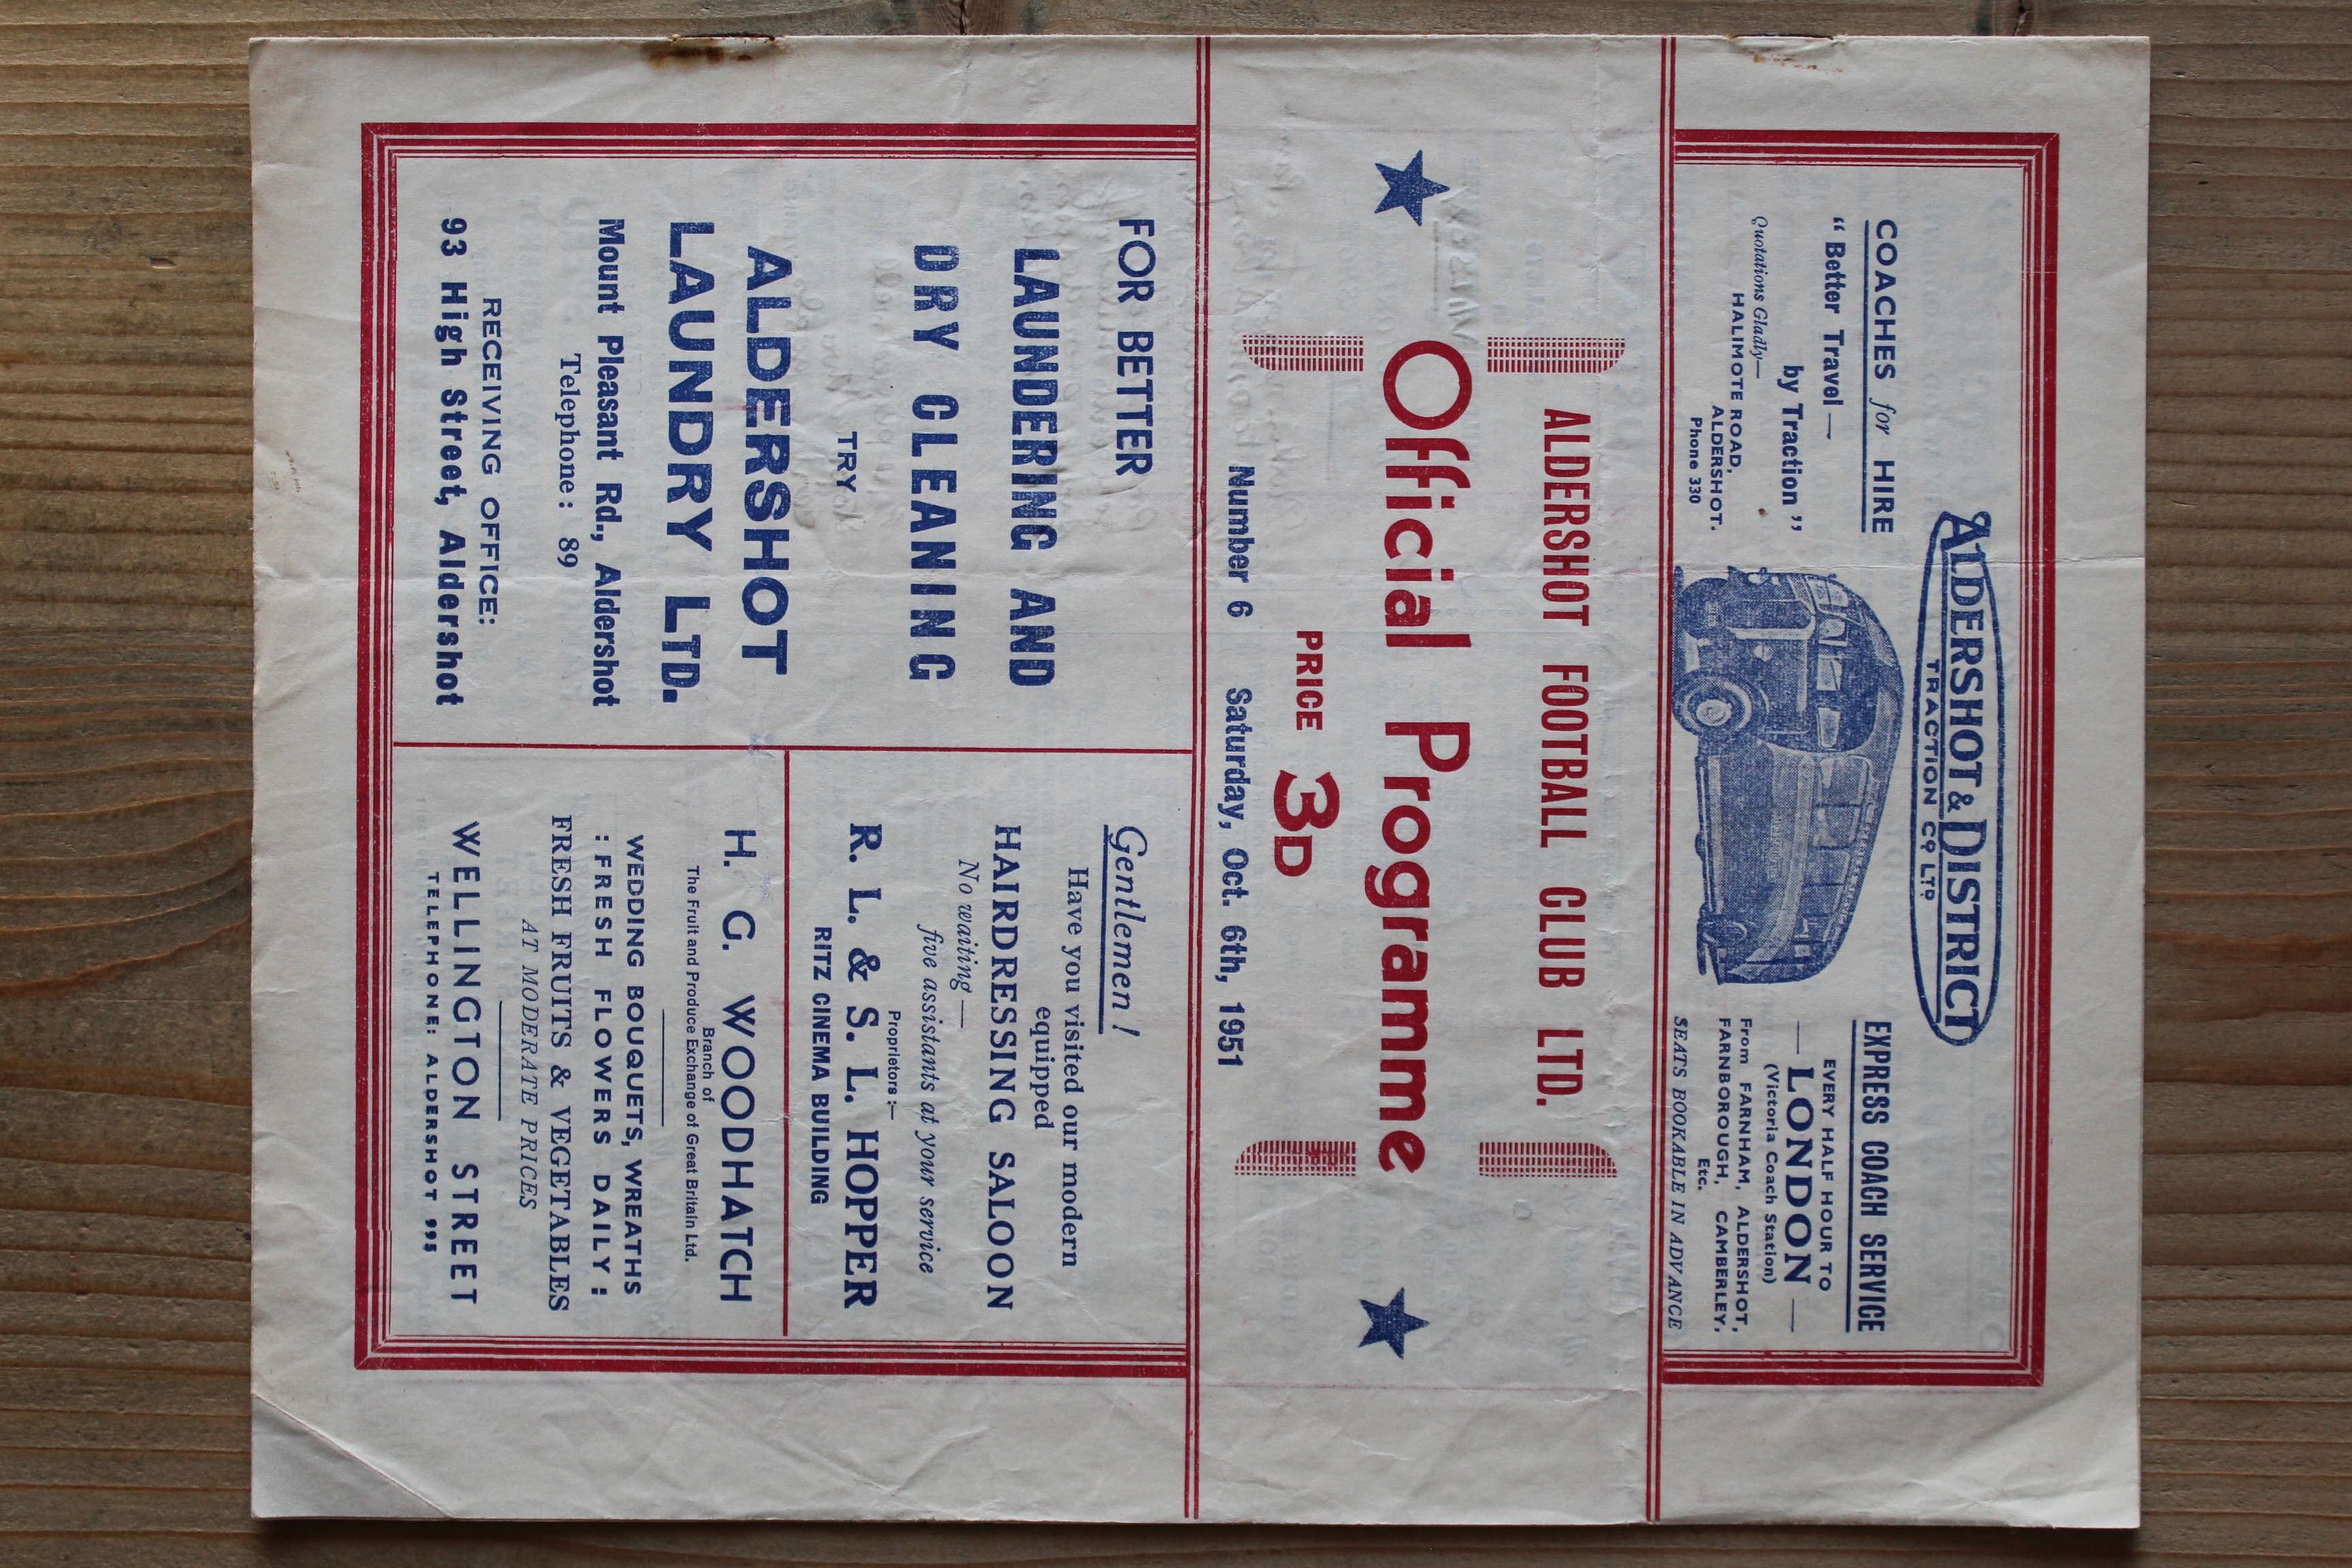 ALDERSHOT & DISTRICT
TRACTION CO LTD
COACHES for HIRE
“ Better Travel —
by Traction ”
Quotations Gladly—
HALIMOTE ROAD,
ALDERSHOT.
Phone 330
EXPRESS COACH SERVICE
EVERY HALF HOUR TO
— LONDON —
(Victoria Coach Station)
From FARNHAM, ALDERSHOT,
FARNBOROUGH, CAMBERLEY,
Etc.
SEATS BOOKABLE IN ADVANCE
ALDERSHOT FOOTBALL CLUB LTD.
Official Programme
PRICE 3D
Number 6 Saturday, Oct. 6th, 1951
FOR BETTER
LAUNDERING AND
DRY CLEANING
TRY
ALDERSHOT
LAUNDRY LTD.
Mount Pleasant Rd., Aldershot
Telephone : 89
RECEIVING OFFICE:
93 High Street, Aldershot
Gentlemen !
Have you visited our modern
equipped
HAIRDRESSING SALOON
No waiting—
five assistants at your service
Proprietors :—
R. L. & S. L. HOPPER
RITZ CINEMA BUILDING
H. G. WOODHATCH
Branch of
The Fruit and Produce Exchange of Great Britain Ltd.
WEDDING BOUQUETS, WREATHS
: FRESH FLOWERS DAILY :
FRESH FRUITS & VEGETABLES
AT MODERATE PRICES
WELLINGTON STREET
TELEPHONE: ALDERSHOT 995